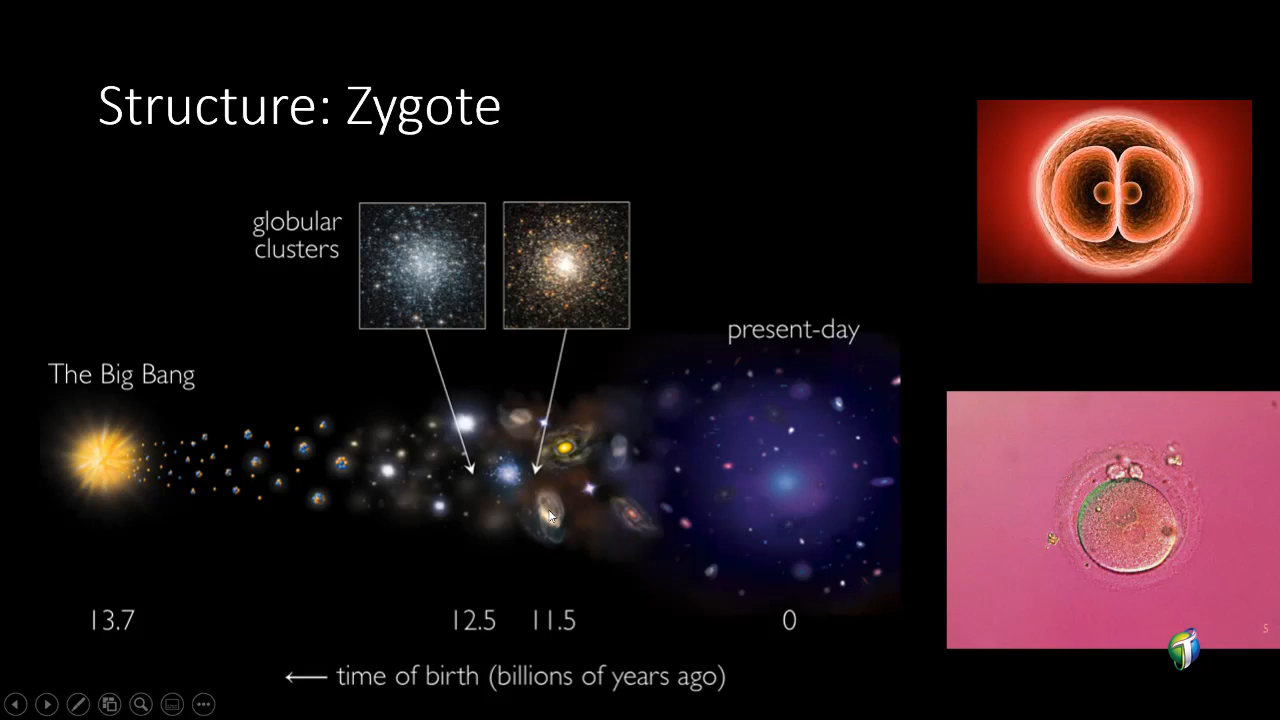 Structure: Zygote
globular
clusters
present-day
The Big Bang
13.7
12.5
11.5
0
5
⟵ time of birth (billions of years ago)